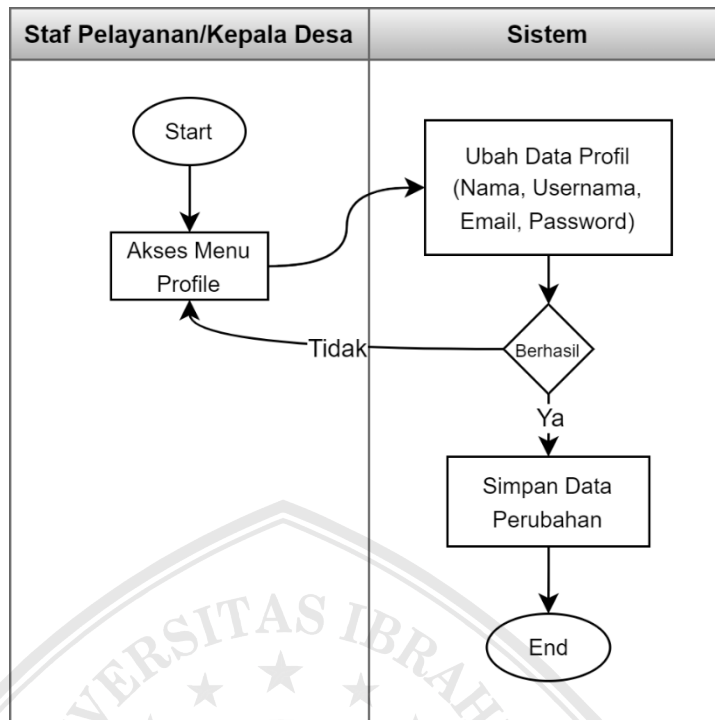 Staf Pelayanan/Kepala Desa
Sistem
Start
Ubah Data Profil
(Nama, Usernama,
Email, Password)
Akses Menu
Profile
Tidak
Berhasil
Ya
Simpan Data
Perubahan
End